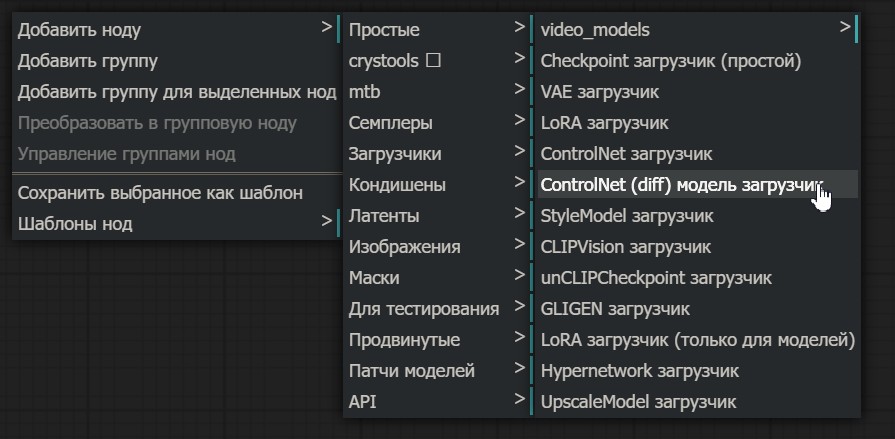 Добавить ноду >
Добавить группу
Добавить группу для выделенных нод
Преобразовать в групповую ноду
Управление группами нод
Сохранить выбранное как шаблон
Шаблоны нод >
Простые >
crystools □ >
mtb >
Семплеры >
Загрузчики >
Кондишены >
Латенты >
Изображения >
Маски >
Для тестирования >
Продвинутые >
Патчи моделей >
API >
video_models >
Checkpoint загрузчик (простой)
VAE загрузчик
LoRA загрузчик
ControlNet загрузчик
ControlNet (diff) модель загрузчик
StyleModel загрузчик
CLIPVision загрузчик
unCLIPCheckpoint загрузчик
GLIGEN загрузчик
LoRA загрузчик (только для моделей)
Hypernetwork загрузчик
UpscaleModel загрузчик